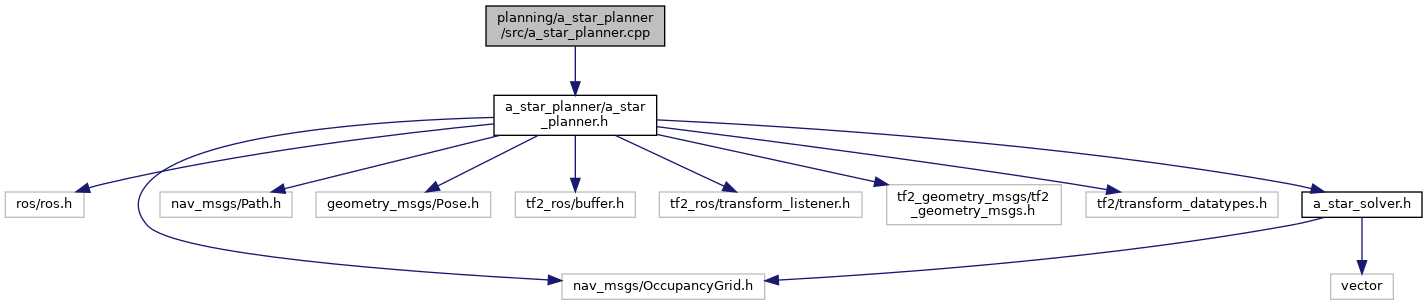 planning/a_star_planner
/src/a_star_planner.cpp
a_star_planner/a_star
_planner.h
ros/ros.h
nav_msgs/Path.h
geometry_msgs/Pose.h
tf2_ros/buffer.h
tf2_ros/transform_listener.h
tf2_geometry_msgs/tf2
_geometry_msgs.h
tf2/transform_datatypes.h
a_star_solver.h
nav_msgs/OccupancyGrid.h
vector